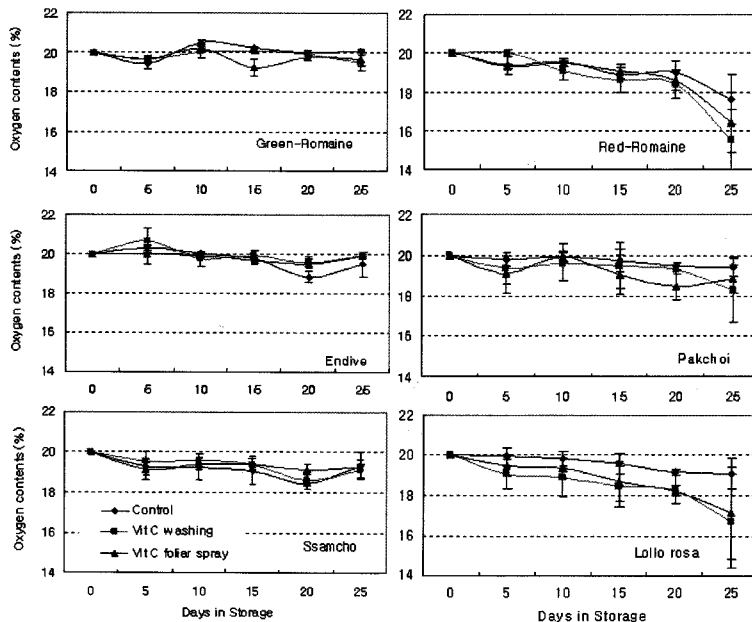 Oxygen contents (%)
22
20
18
16
14
Green-Romaine
0 5 10 15 20 25
22
20
18
16
14
Red-Romaine
0 5 10 15 20 25
Oxygen contents (%)
22
20
18
16
14
Endive
0 5 10 15 20 25
22
20
18
16
14
Pakchoi
0 5 10 15 20 25
Oxygen contents (%)
22
20
18
16
14
Control
Vit C washing
Vit C foliar spray
Ssamcho
0 5 10 15 20 25
Days in Storage
22
20
18
16
14
Lollo rosa
0 5 10 15 20 25
Days in Storage